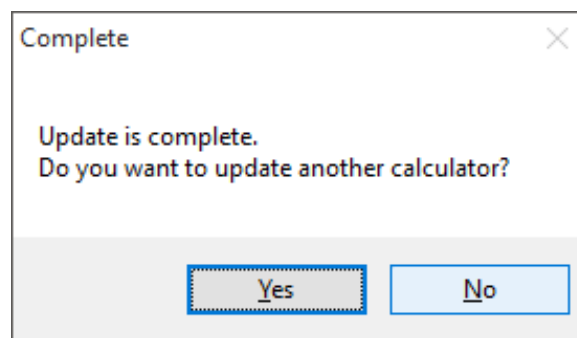 Complete
Update is complete.
Do you want to update another calculator?
Yes
No